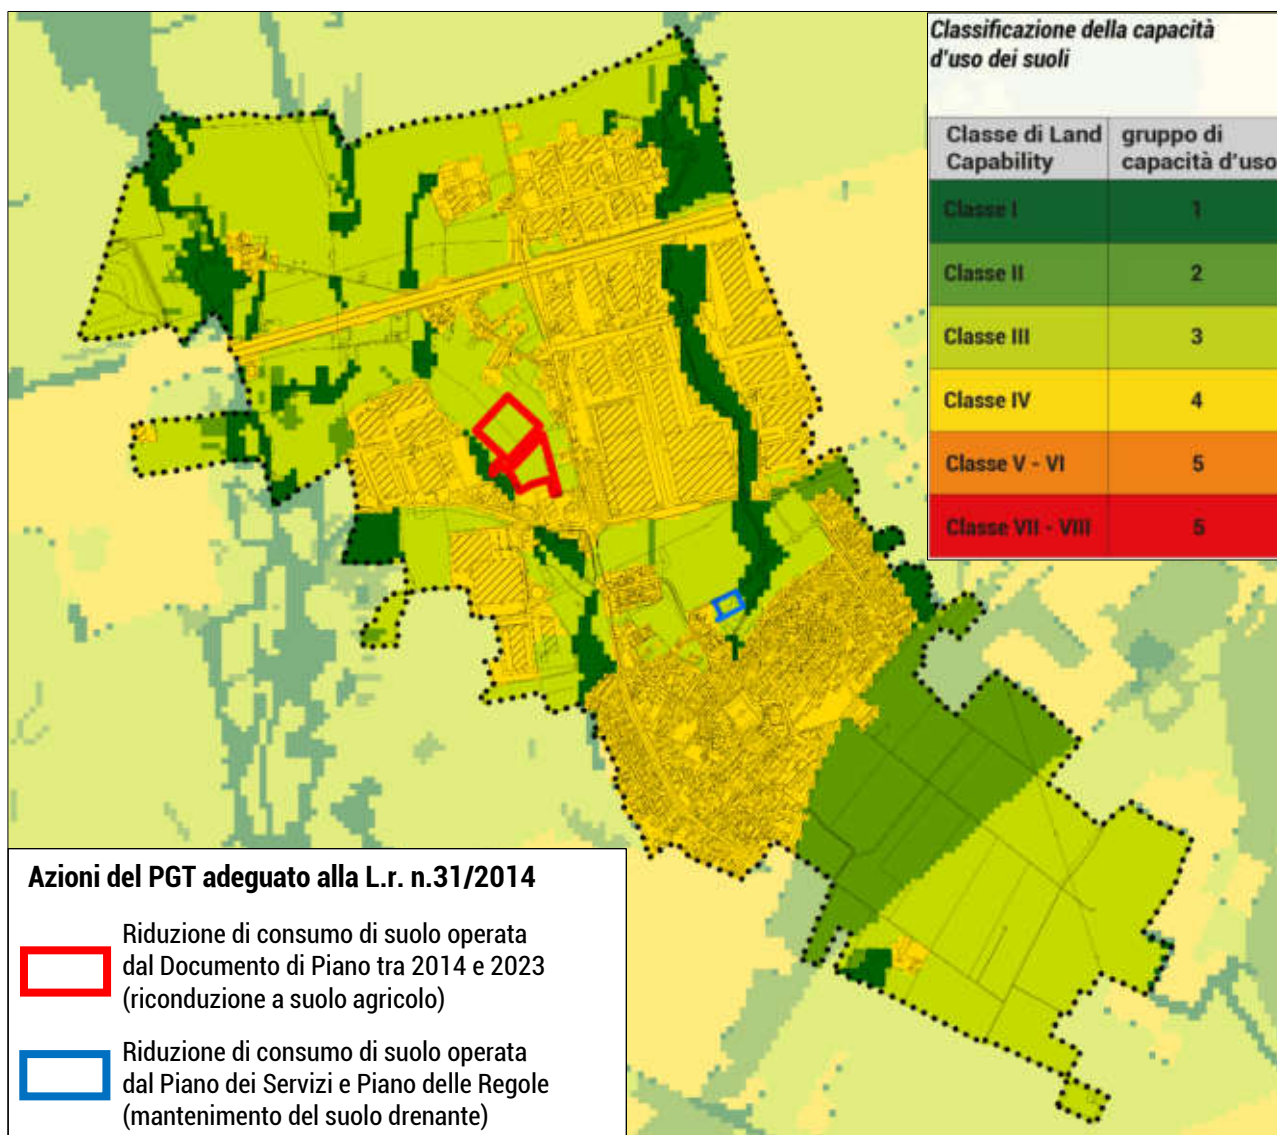 Classificazione della capacità
d'uso dei suoli
Classe di Land Capability gruppo di capacità d'uso
Classe I 1
Classe II 2
Classe III 3
Classe IV 4
Classe V - VI 5
Classe VII - VIII 5
Azioni del PGT adeguato alla L.r. n.31/2014
Riduzione di consumo di suolo operata
dal Documento di Piano tra 2014 e 2023
(riconduzione a suolo agricolo)
Riduzione di consumo di suolo operata
dal Piano dei Servizi e Piano delle Regole
(mantenimento del suolo drenante)